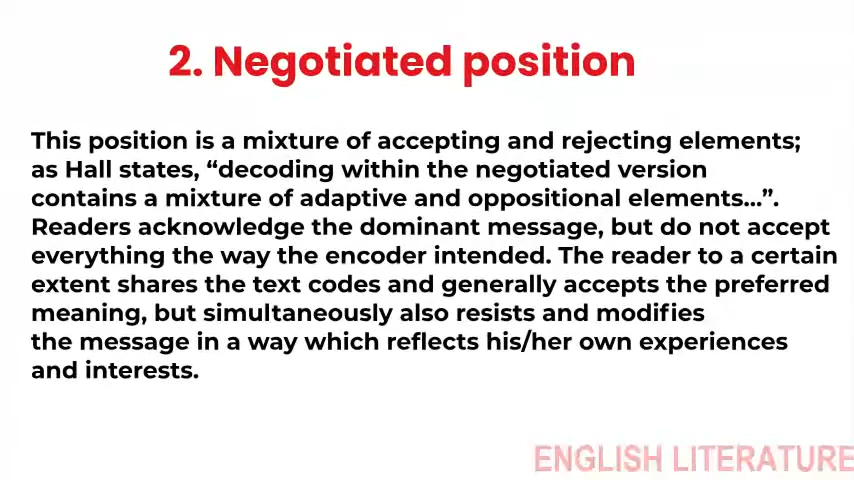 2. Negotiated position
This position is a mixture of accepting and rejecting elements;
as Hall states, “decoding within the negotiated version
contains a mixture of adaptive and oppositional elements...”.
Readers acknowledge the dominant message, but do not accept
everything the way the encoder intended. The reader to a certain
extent shares the text codes and generally accepts the preferred
meaning, but simultaneously also resists and modifies
the message in a way which reflects his/her own experiences
and interests.
ENGLISH LITERATURE